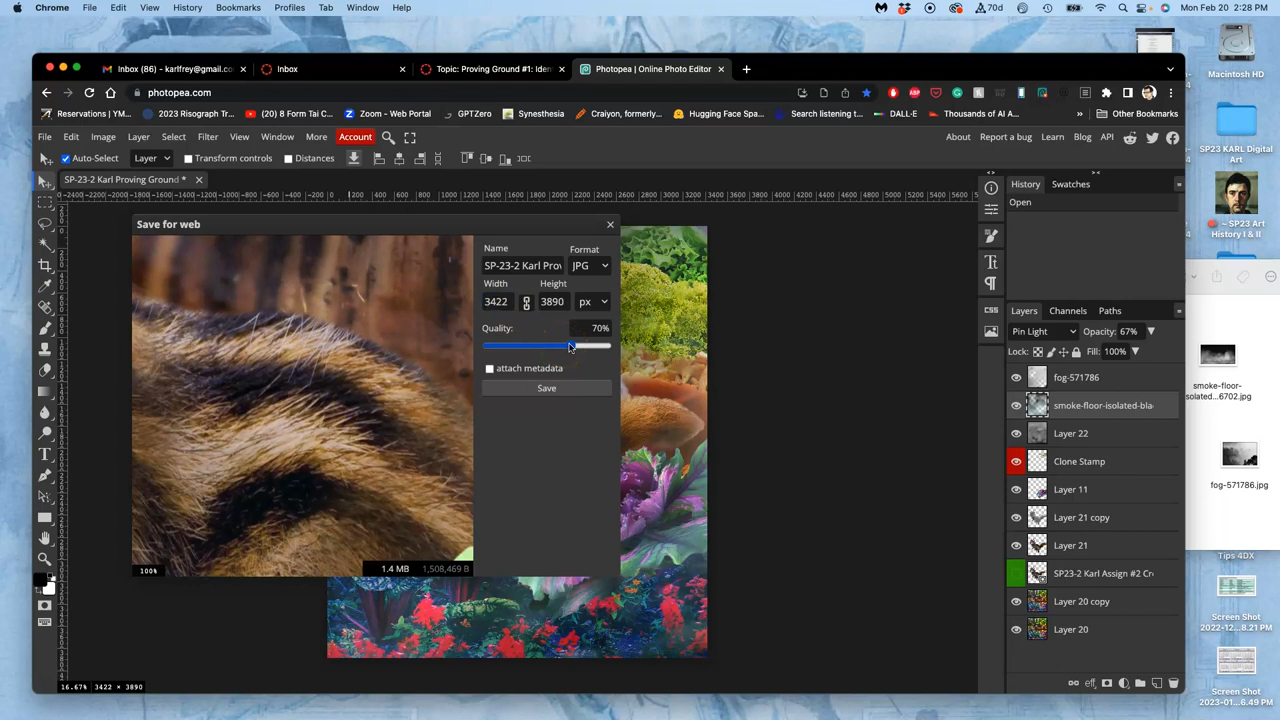 Chrome File Edit View History Bookmarks Profiles Tab Window Help 70d Mon Feb 20 2:28 PM
Inbox (86) - karlfrey@gmail.co Inbox Topic: Proving Ground #1: Iden Photopea | Online Photo Editor
photopea.com
Reservations | YM... 2023 Risograph Tr... (20) 8 Form Tai C... Zoom - Web Portal GPTZero Synesthesia Craiyon, formerly... Hugging Face Spa... Search listening t... DALL·E Thousands of AI A... Other Bookmarks
File Edit Image Layer Select Filter View Window More Account About Report a bug Learn Blog API
Auto-Select Layer Transform controls Distances
SP-23-2 Karl Proving Ground *
History Swatches
Open
Save for web
Name Format
SP-23-2 Karl Prov JPG
Width Height
3422 3890 px
Quality: 70%
attach metadata
Save
100% 1.4 MB 1,508,469 B
CSS
Layers Channels Paths
Pin Light Opacity: 67%
Lock: Fill: 100%
fog-571786
smoke-floor-isolated-bla
Layer 22
Clone Stamp
Layer 11
Layer 21 copy
Layer 21
SP23-2 Karl Assign #2 Cr
Layer 20 copy
Layer 20
16.67% 3422 × 3890
Macintosh HD
SP23 KARL Digital
Art
~ SP23 Art
History I & II
smoke-floor-
isolated...6702.jpg
fog-571786.jpg
Tips 4DX
Screen Shot
2022-12...8.21 PM
Screen Shot
2023-01...6.49 PM